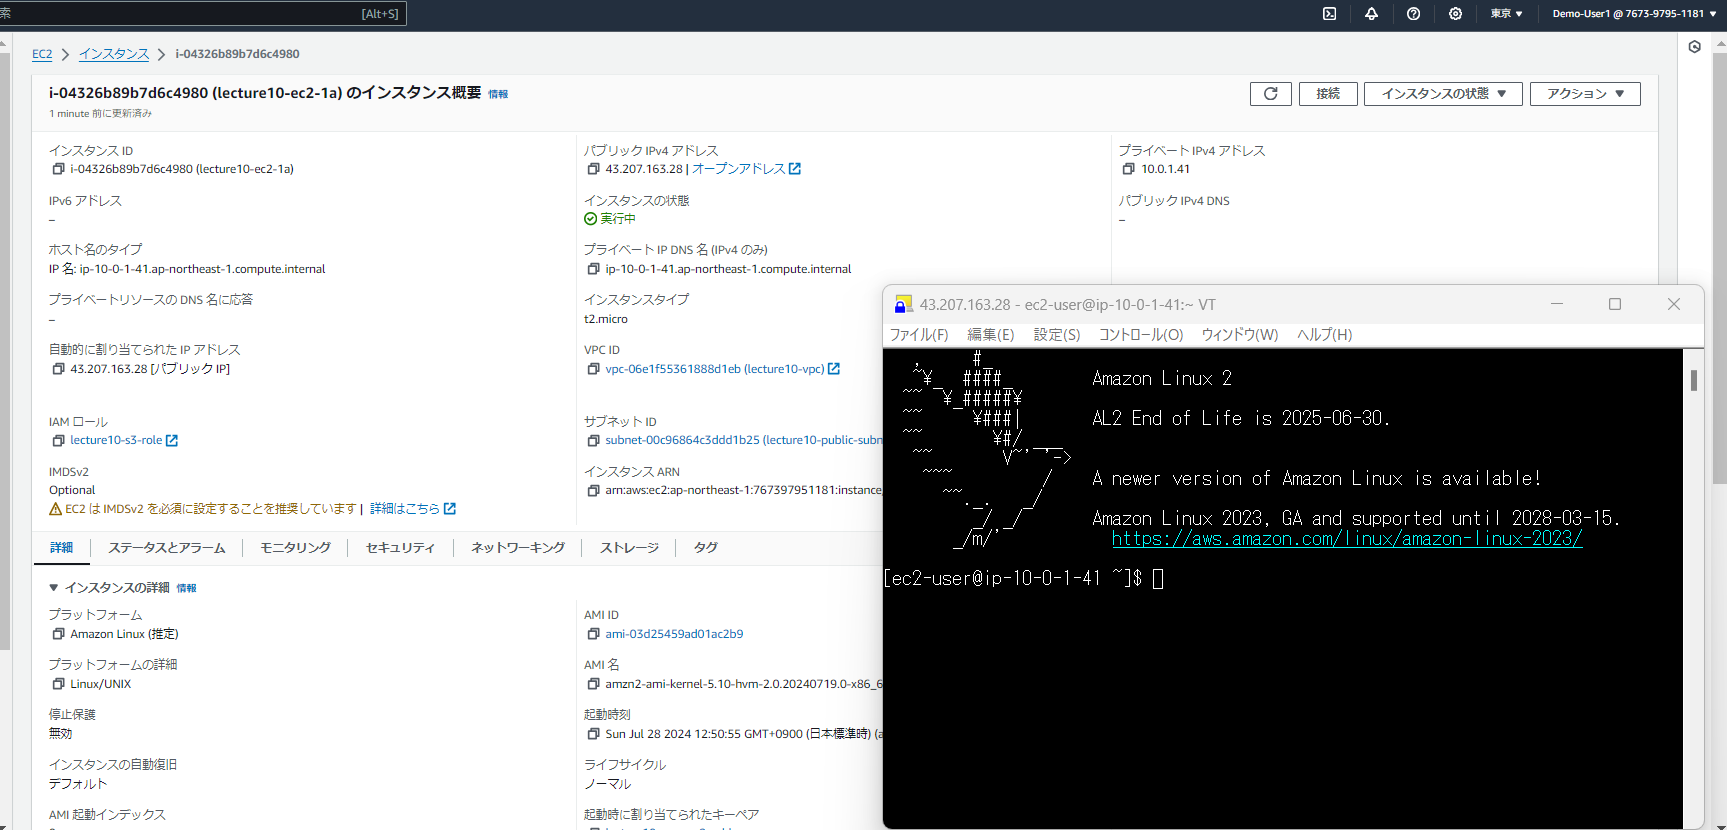 索 [Alt+S] 東京 ▼ Demo-User1 @ 7673-9795-1181 ▼
EC2 > インスタンス > i-04326b89b7d6c4980
i-04326b89b7d6c4980 (lecture10-ec2-1a) のインスタンス概要 情報
接続 インスタンスの状態 ▼ アクション ▼
1 minute 前に更新済み
インスタンス ID
i-04326b89b7d6c4980 (lecture10-ec2-1a)
パブリック IPv4 アドレス
43.207.163.28 | オープンアドレス
プライベート IPv4 アドレス
10.0.1.41
IPv6 アドレス
–
インスタンスの状態
実行中
パブリック IPv4 DNS
–
ホスト名のタイプ
IP 名: ip-10-0-1-41.ap-northeast-1.compute.internal
プライベート IP DNS 名 (IPv4 のみ)
ip-10-0-1-41.ap-northeast-1.compute.internal
プライベートリソースの DNS 名に応答
–
インスタンスタイプ
t2.micro
自動的に割り当てられた IP アドレス
43.207.163.28 [パブリック IP]
VPC ID
vpc-06e1f55361888d1eb (lecture10-vpc)
IAM ロール
lecture10-s3-role
サブネット ID
subnet-00c96864c3ddd1b25 (lecture10-public-subn
IMDSv2
Optional
EC2 は IMDSv2 を必須に設定することを推奨しています | 詳細はこちら
インスタンス ARN
arn:aws:ec2:ap-northeast-1:767397951181:instance
詳細 ステータスとアラーム モニタリング セキュリティ ネットワーキング ストレージ タグ
▼ インスタンスの詳細 情報
プラットフォーム
Amazon Linux (推定)
AMI ID
ami-03d25459ad01ac2b9
プラットフォームの詳細
Linux/UNIX
AMI 名
amzn2-ami-kernel-5.10-hvm-2.0.20240719.0-x86_6
停止保護
無効
起動時刻
Sun Jul 28 2024 12:50:55 GMT+0900 (日本標準時) (a
インスタンスの自動復旧
デフォルト
ライフサイクル
ノーマル
AMI 起動インデックス
起動時に割り当てられたキーペア
43.207.163.28 - ec2-user@ip-10-0-1-41:~ VT
ファイル(F) 編集(E) 設定(S) コントロール(O) ウィンドウ(W) ヘルプ(H)
   ,     #_
   ~¥_  ####_        Amazon Linux 2
  ~~  ¥_#####¥
  ~~     ¥###|       AL2 End of Life is 2025-06-30.
  ~~       ¥#/ ___
   ~~       V~' '->
    ~~~         /    A newer version of Amazon Linux is available!
      ~~._.   _/
         _/ _/       Amazon Linux 2023, GA and supported until 2028-03-15.
       _/m/'           https://aws.amazon.com/linux/amazon-linux-2023/
[ec2-user@ip-10-0-1-41 ~]$